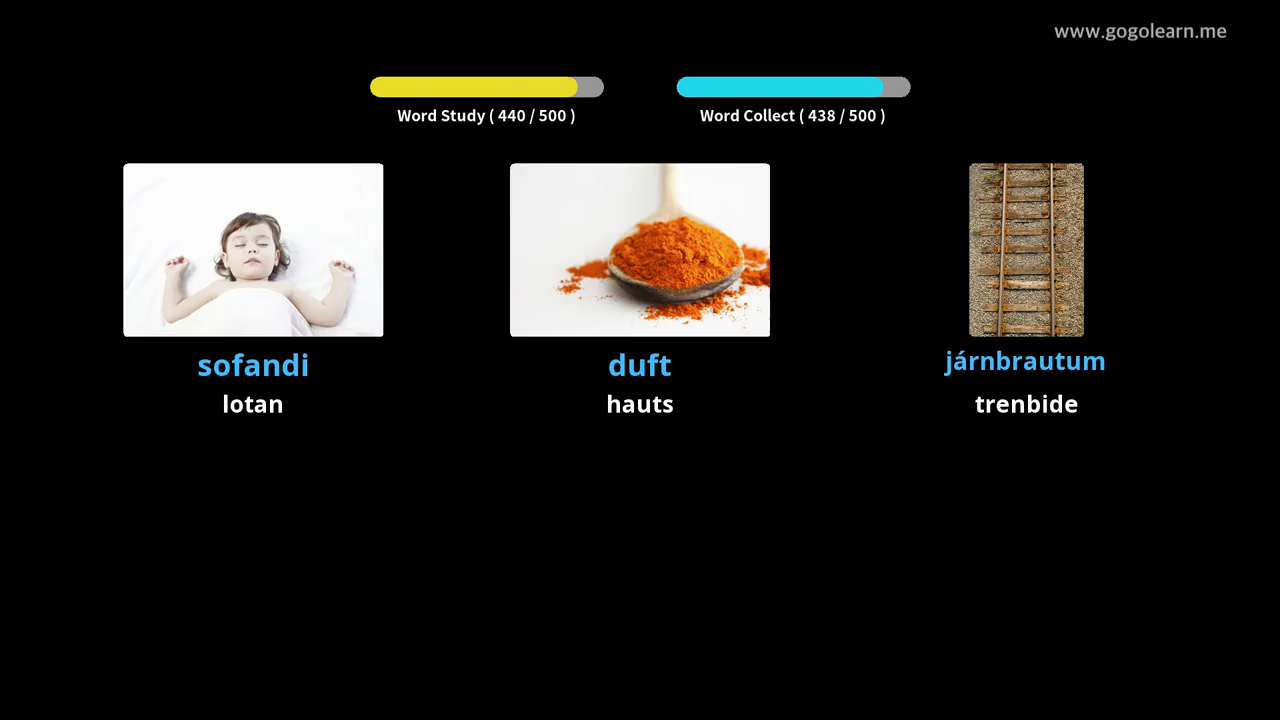 www.gogolearn.me
Word Study ( 440 / 500 )
Word Collect ( 438 / 500 )
sofandi
lotan
duft
hauts
járnbrautum
trenbide